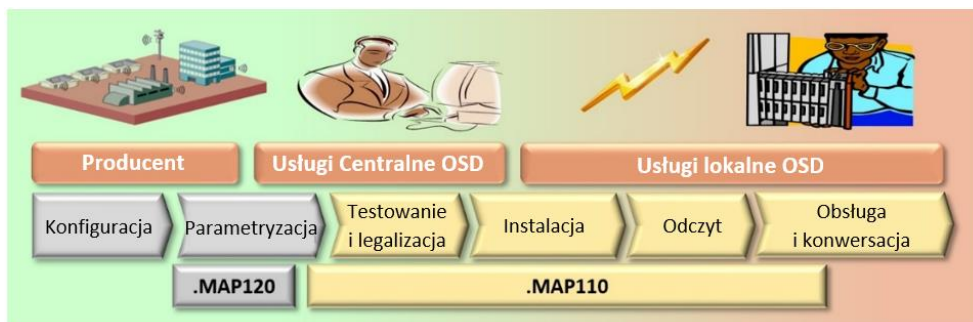 Producent
Usługi Centralne OSD
Usługi lokalne OSD
Konfiguracja
Parametryzacja
Testowanie
i legalizacja
Instalacja
Odczyt
Obsługa
i konwersacja
.MAP120
.MAP110